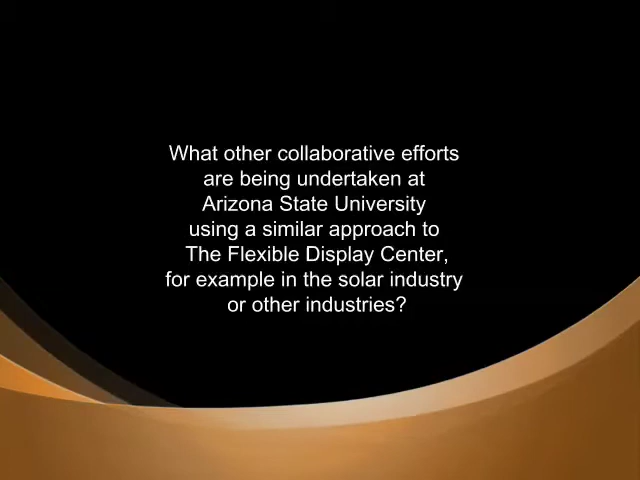 What other collaborative efforts
are being undertaken at
Arizona State University
using a similar approach to
The Flexible Display Center,
for example in the solar industry
or other industries?